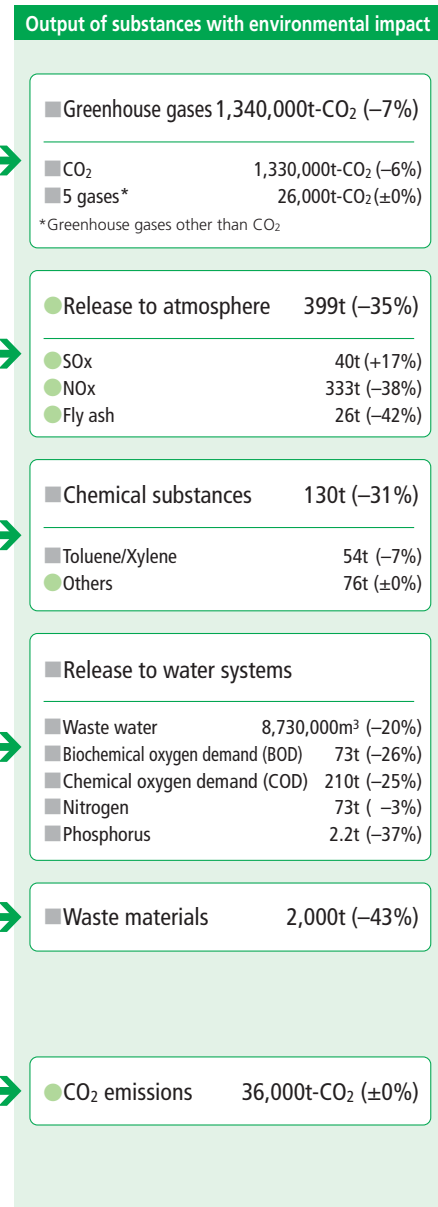 Output of substances with environmental impact
Greenhouse gases 1,340,000t-CO₂ (–7%)
CO₂ 1,330,000t-CO₂ (–6%)
5 gases* 26,000t-CO₂ (±0%)
*Greenhouse gases other than CO₂
Release to atmosphere 399t (–35%)
SOx 40t (+17%)
NOx 333t (–38%)
Fly ash 26t (–42%)
Chemical substances 130t (–31%)
Toluene/Xylene 54t (–7%)
Others 76t (±0%)
Release to water systems
Waste water 8,730,000m³ (–20%)
Biochemical oxygen demand (BOD) 73t (–26%)
Chemical oxygen demand (COD) 210t (–25%)
Nitrogen 73t ( –3%)
Phosphorus 2.2t (–37%)
Waste materials 2,000t (–43%)
CO₂ emissions 36,000t-CO₂ (±0%)